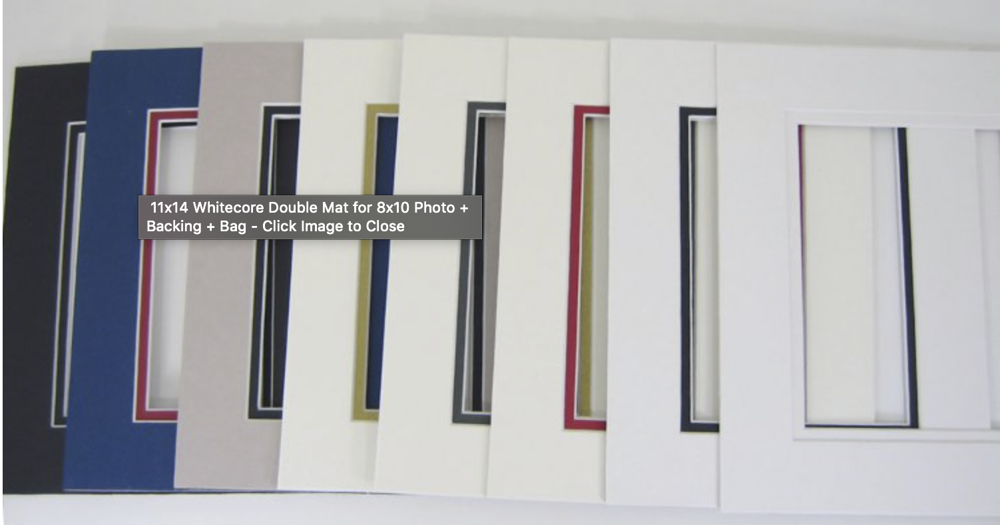 11x14 Whitecore Double Mat for 8x10 Photo +
Backing + Bag - Click Image to Close